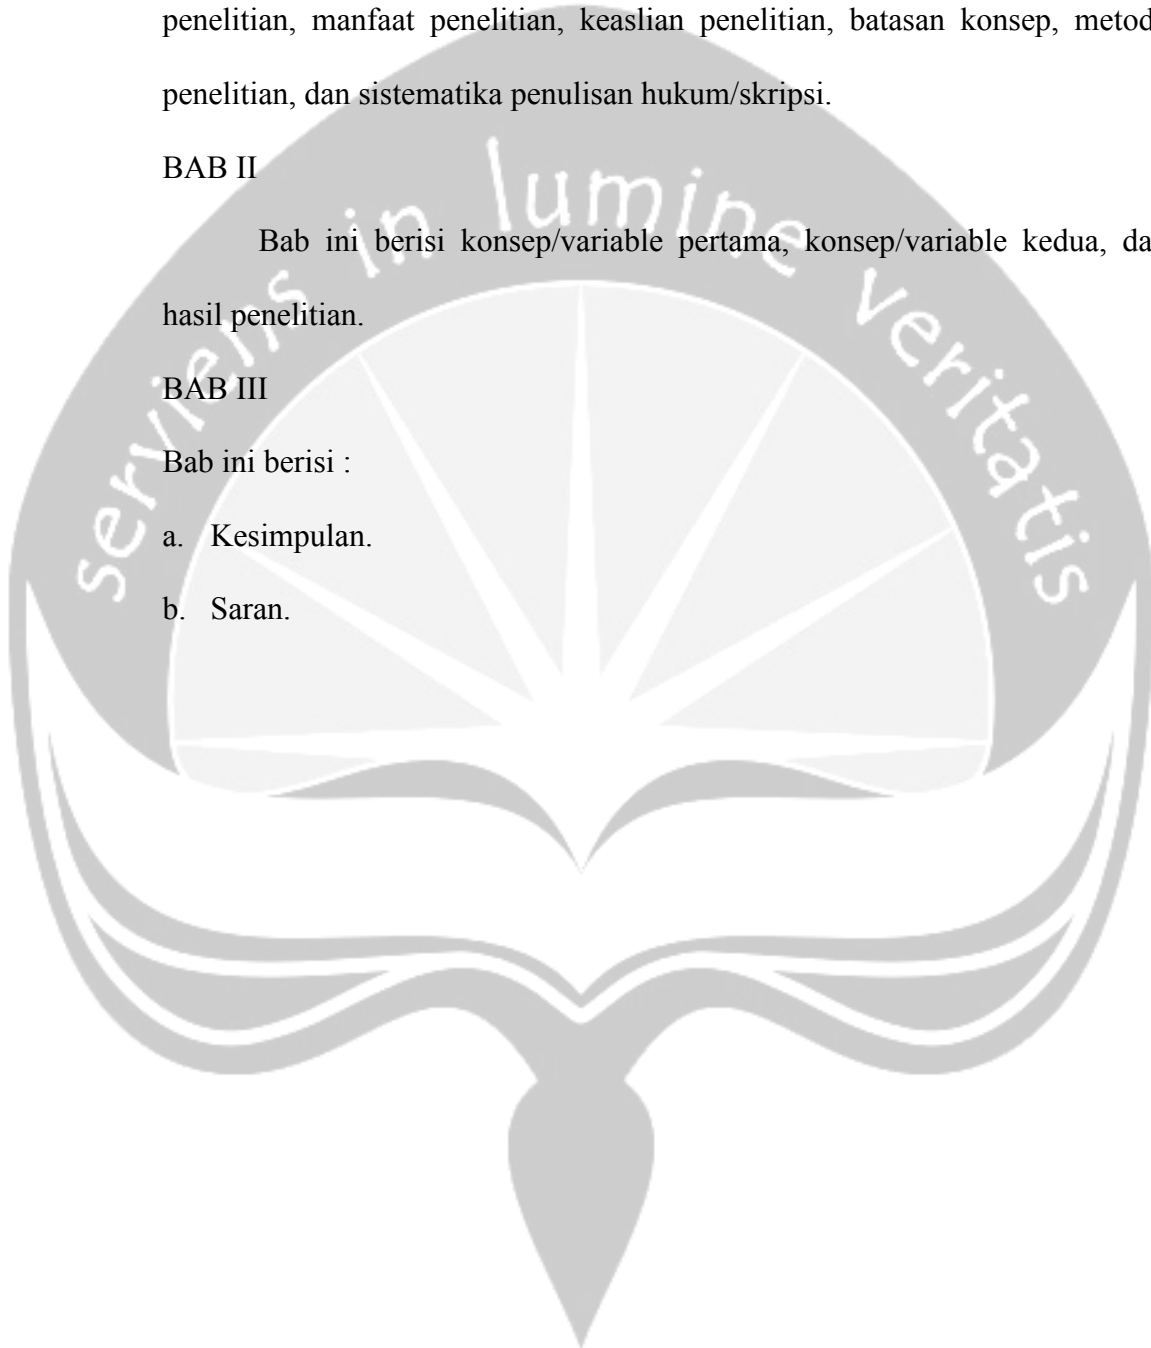 penelitian, manfaat penelitian, keaslian penelitian, batasan konsep, metod
penelitian, dan sistematika penulisan hukum/skripsi.
BAB II
Bab ini berisi konsep/variable pertama, konsep/variable kedua, da
hasil penelitian.
BAB III
Bab ini berisi :
a. Kesimpulan.
b. Saran.
serviens in lumine veritatis